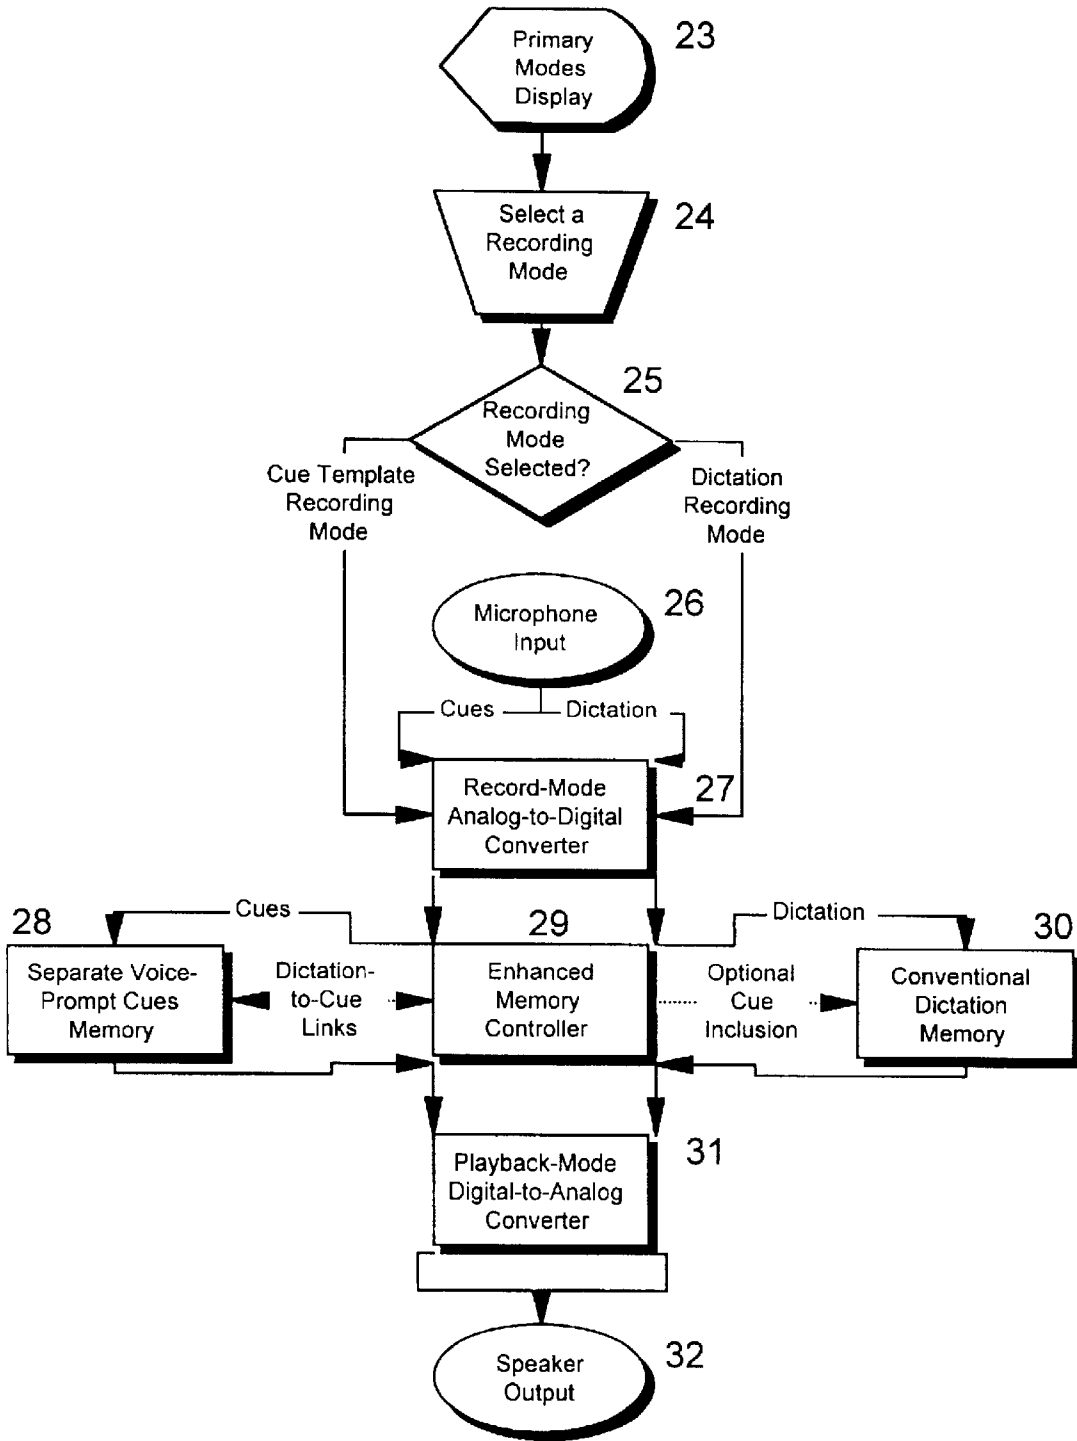 Primary
Modes
Display
23
Select a
Recording
Mode
24
25
Recording
Mode
Selected?
Cue Template
Recording
Mode
Dictation
Recording
Mode
26
Microphone
Input
Cues
Dictation
Record-Mode
Analog-to-Digital
Converter
27
28
Cues
29
Dictation
30
Separate Voice-
Prompt Cues
Memory
Dictation-
to-Cue
Links
Enhanced
Memory
Controller
Optional
Cue
Inclusion
Conventional
Dictation
Memory
Playback-Mode
Digital-to-Analog
Converter
31
Speaker
Output
32